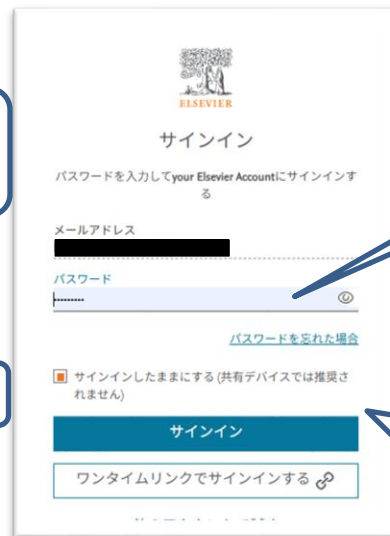 ELSEVIER
サインイン
パスワードを入力してyour Elsevier Accountにサインインす
る
メールアドレス
パスワード
........
パスワードを忘れた場合
サインインしたままにする (共有デバイスでは推奨さ
れません)
サインイン
ワンタイムリンクでサインインする